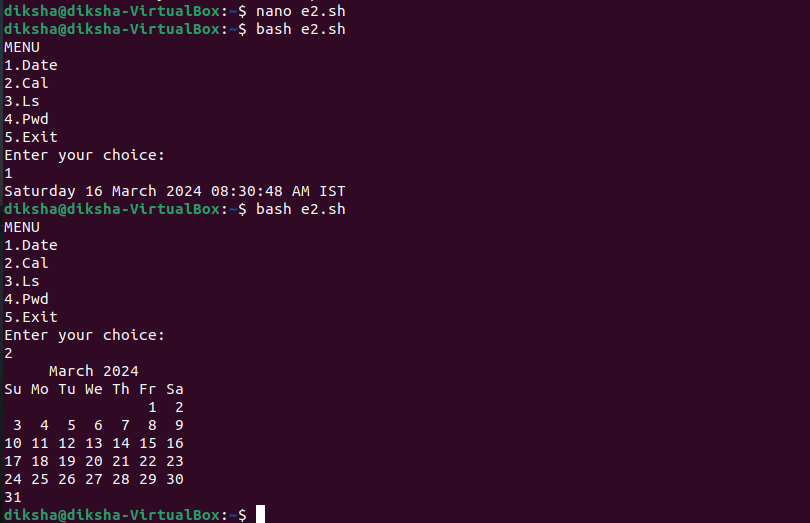 diksha@diksha-VirtualBox:~$ nano e2.sh
diksha@diksha-VirtualBox:~$ bash e2.sh
MENU
1.Date
2.Cal
3.Ls
4.Pwd
5.Exit
Enter your choice:
1
Saturday 16 March 2024 08:30:48 AM IST
diksha@diksha-VirtualBox:~$ bash e2.sh
MENU
1.Date
2.Cal
3.Ls
4.Pwd
5.Exit
Enter your choice:
2
     March 2024
Su Mo Tu We Th Fr Sa
                1  2
 3  4  5  6  7  8  9
10 11 12 13 14 15 16
17 18 19 20 21 22 23
24 25 26 27 28 29 30
31
diksha@diksha-VirtualBox:~$